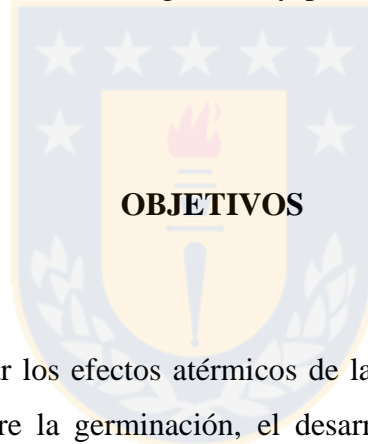 OBJETIVOS
los efectos atérmicos de la
la germinación, el